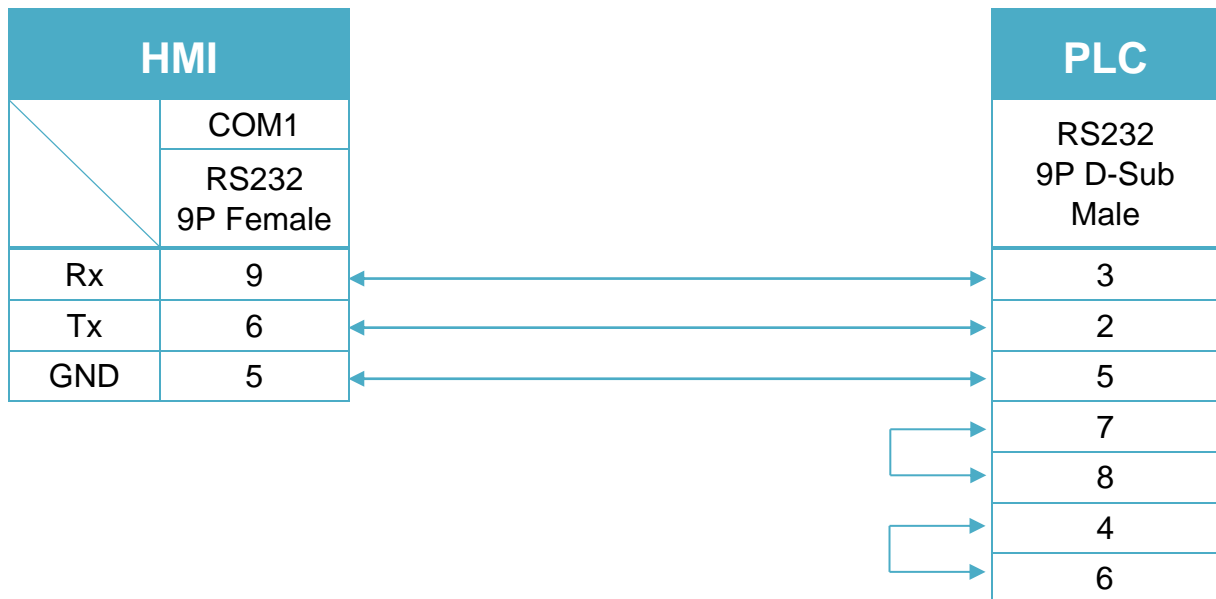 HMI
PLC
COM1
RS232
9P Female
RS232
9P D-Sub
Male
Rx 9 3
Tx 6 2
GND 5 5
7
8
4
6